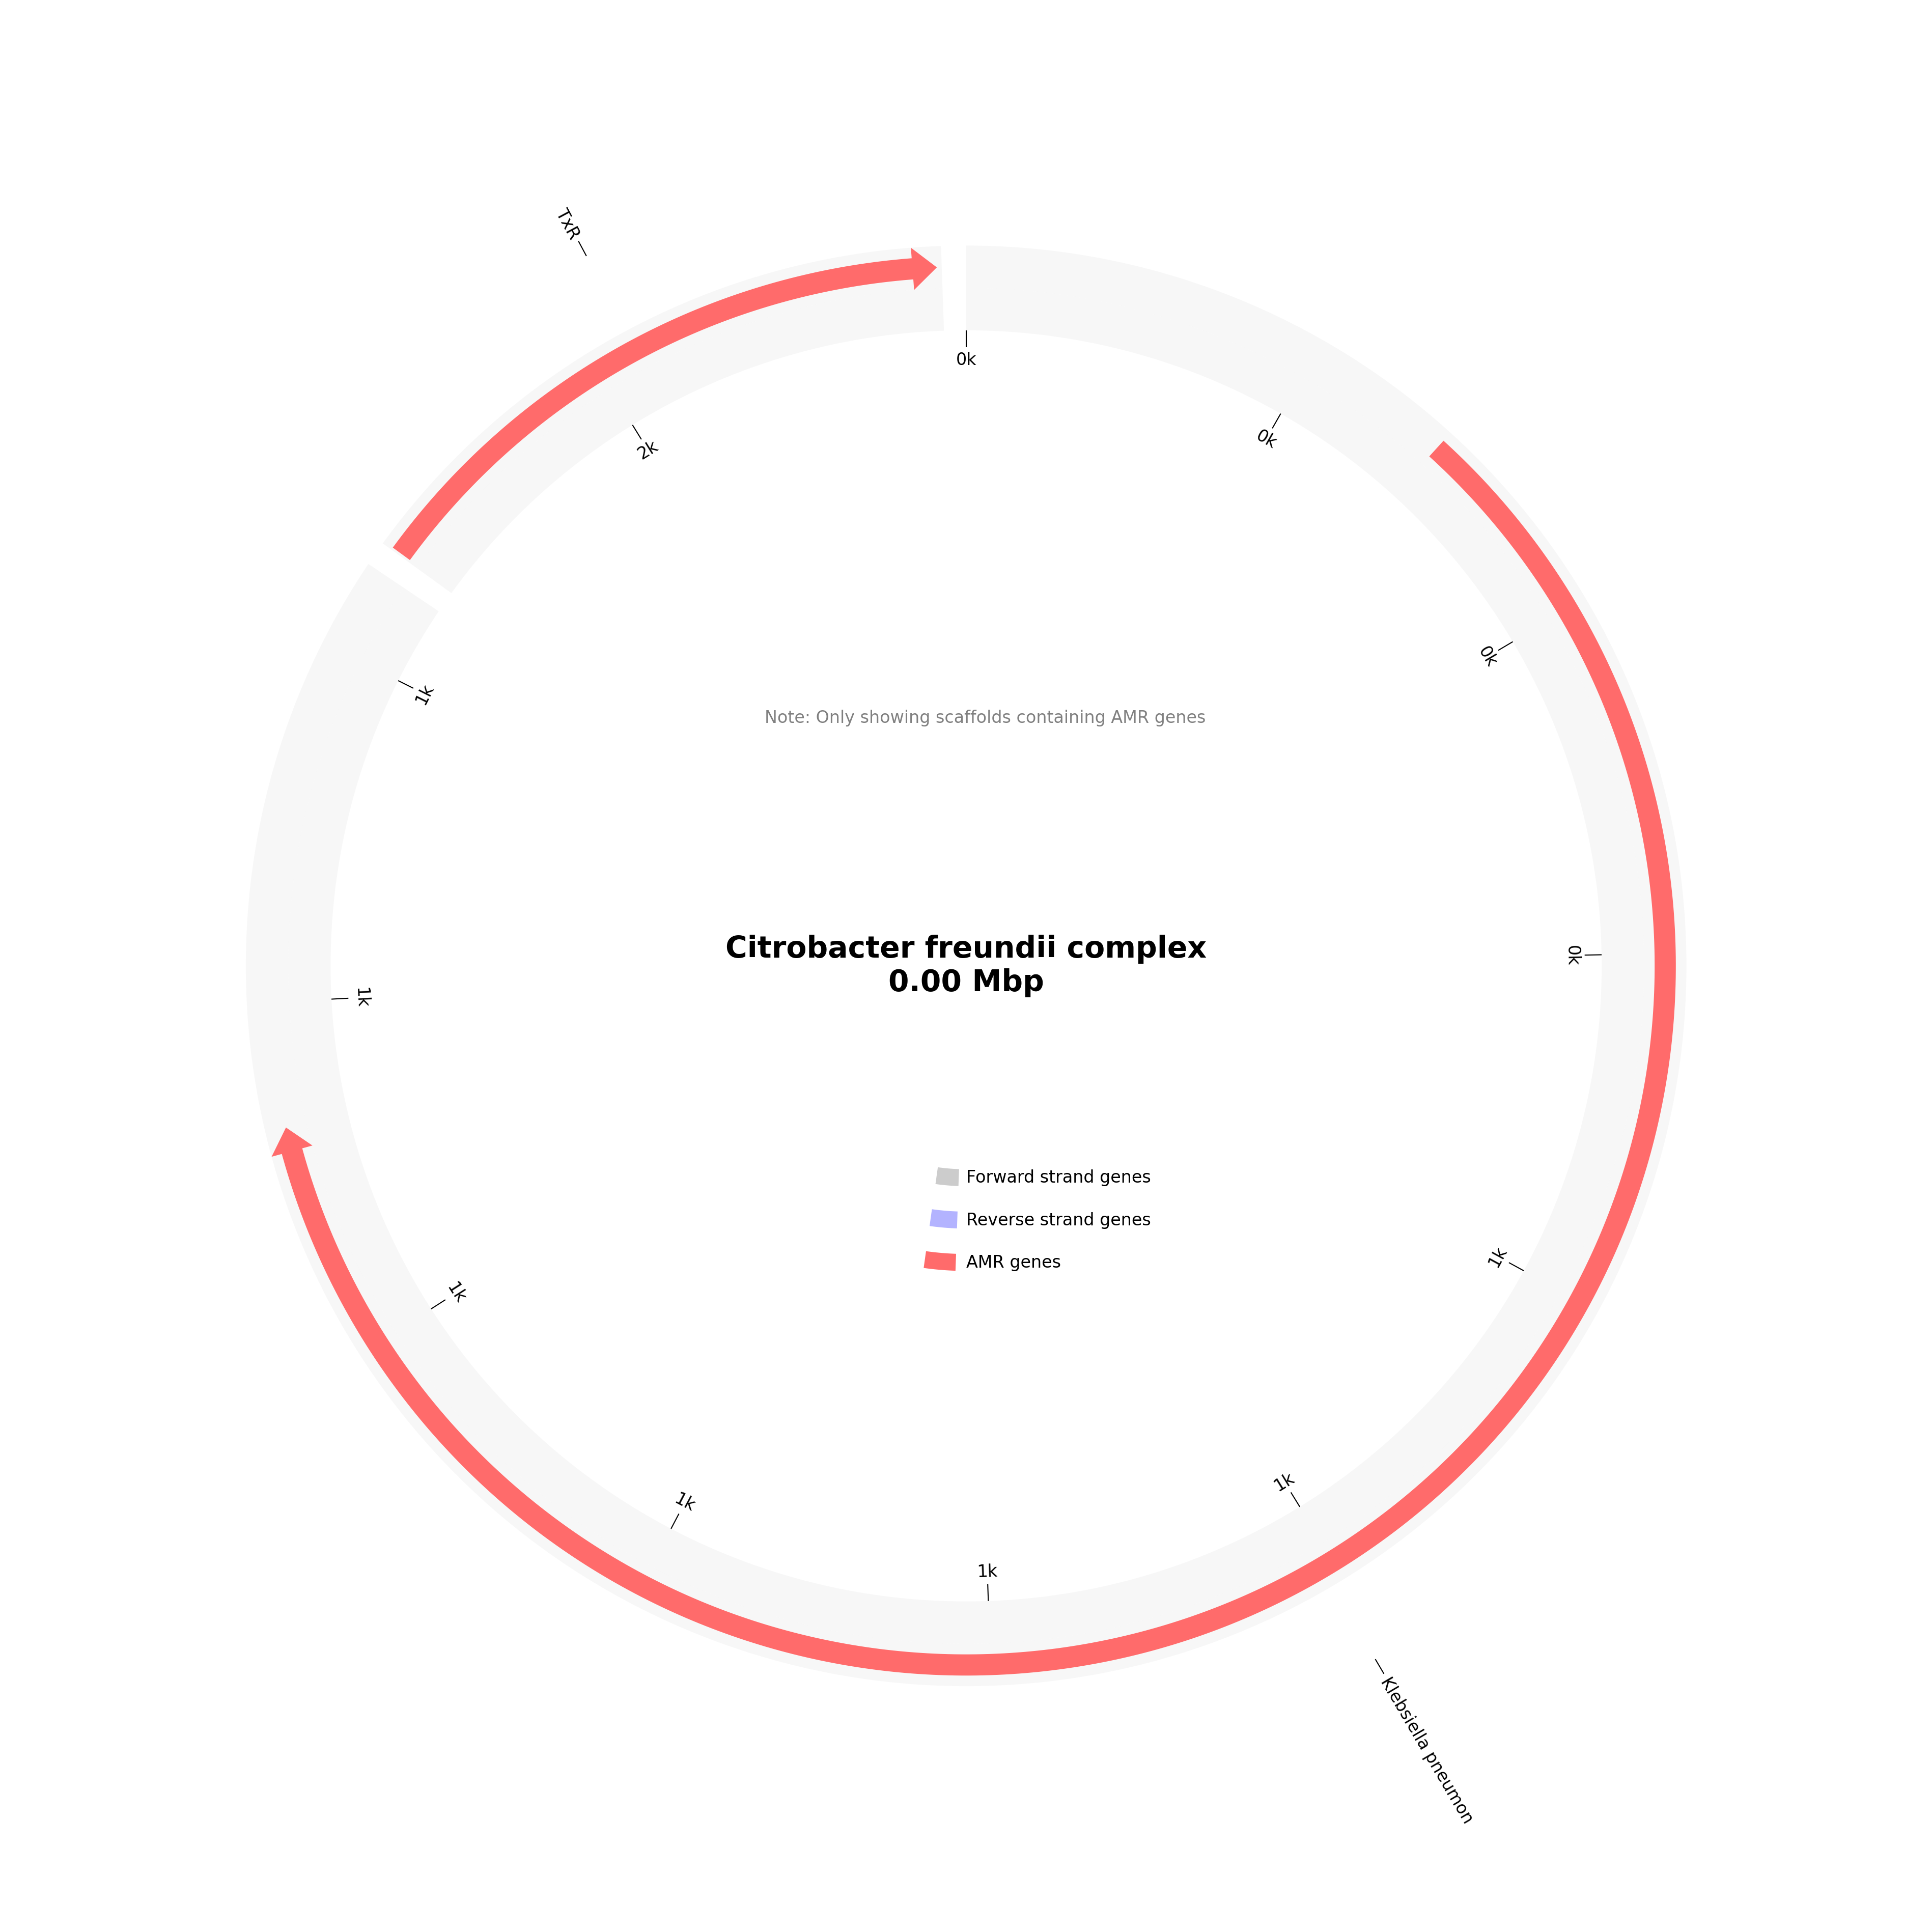 TxR
0k
0k
2k
0k
1k
Note: Only showing scaffolds containing AMR genes
Citrobacter freundii complex
0.00 Mbp
0k
1k
Forward strand genes
Reverse strand genes
AMR genes
1k
1k
1k
1k
1k
Klebsiella pneumon